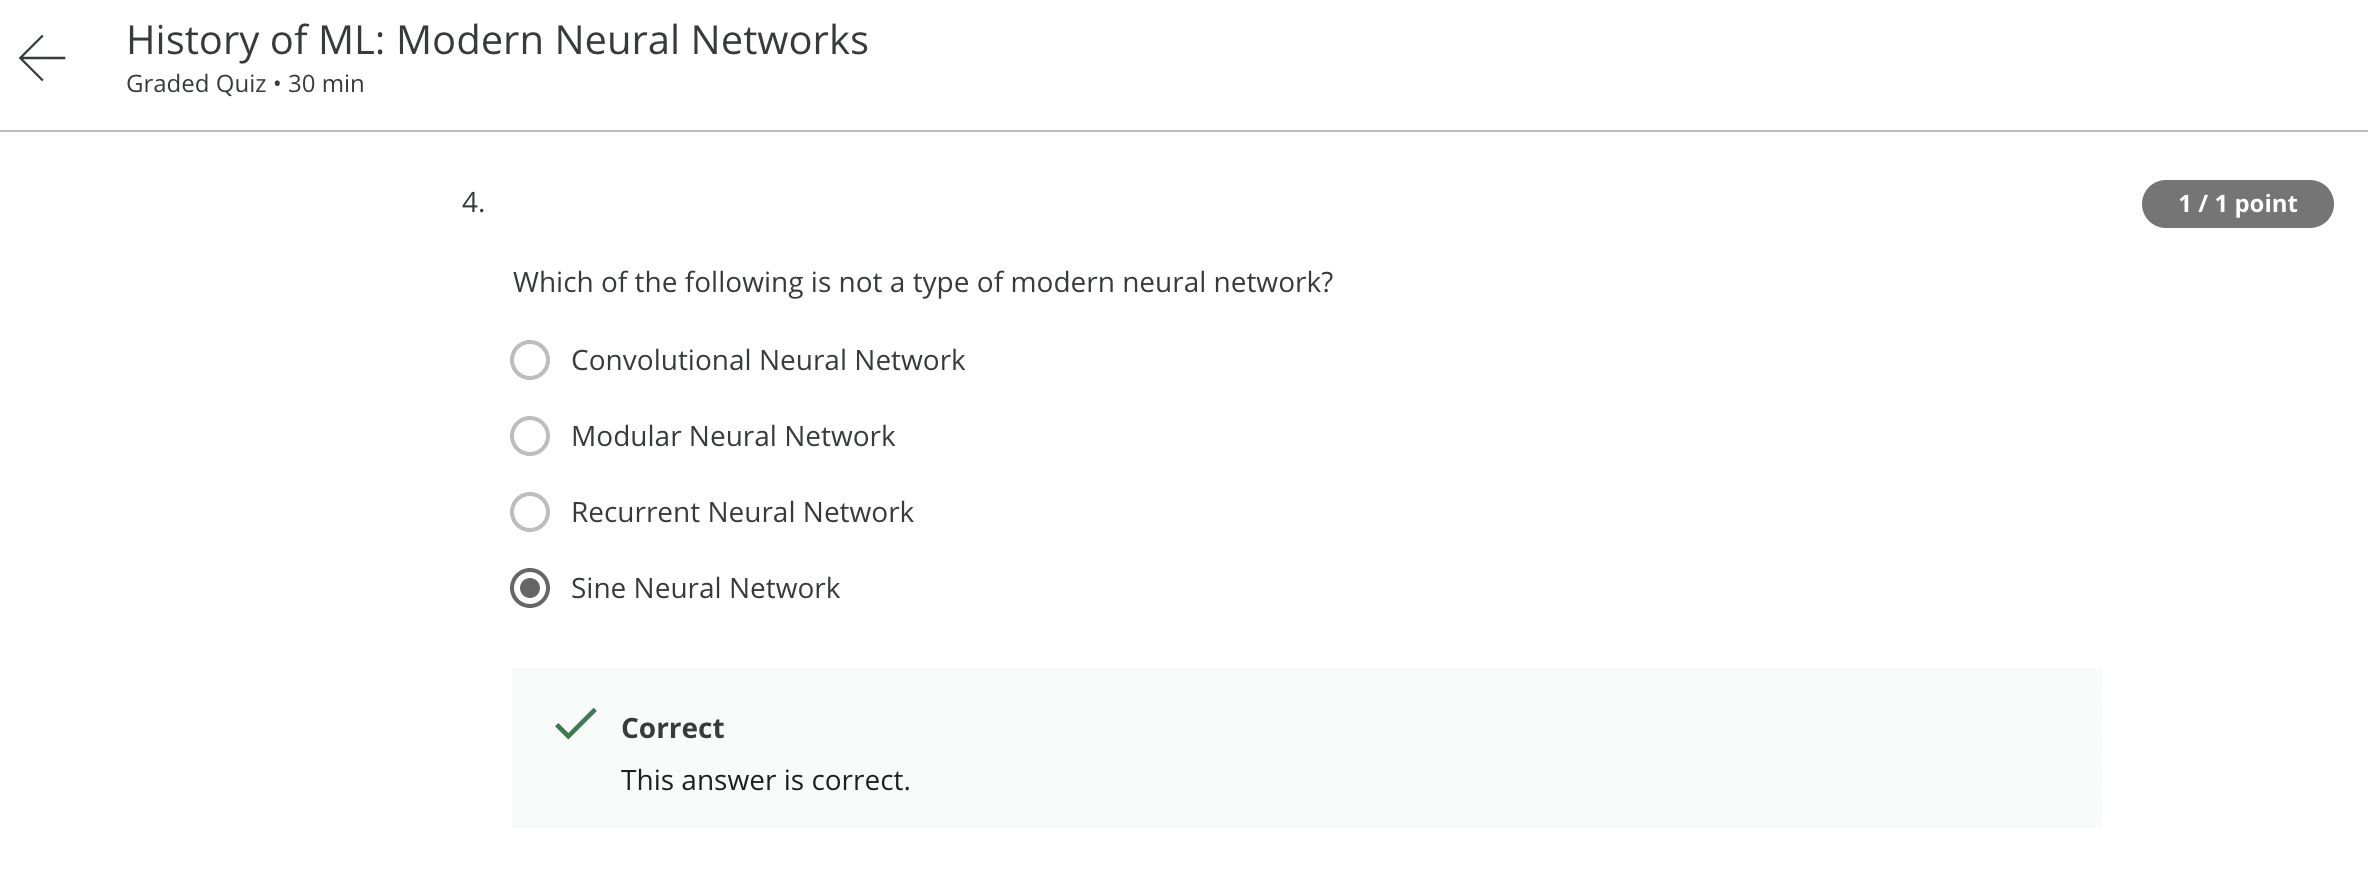 History of ML: Modern Neural Networks
Graded Quiz • 30 min
4.
1 / 1 point
Which of the following is not a type of modern neural network?
Convolutional Neural Network
Modular Neural Network
Recurrent Neural Network
Sine Neural Network
Correct
This answer is correct.